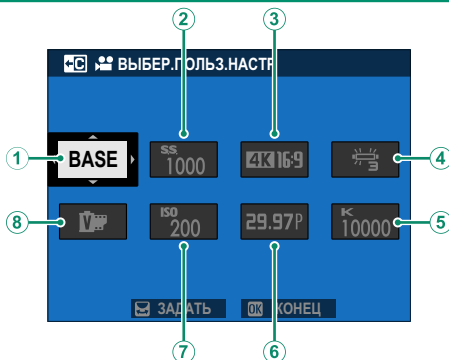 ② ③
C ВЫБЕР.ПОЛЬЗ.НАСТР
① BASE S.S. 1000 4K 16:9 3 ④
⑧ V ISO 200 29.97P K 10000 ⑤
ЗАДАТЬ OK КОНЕЦ
⑦ ⑥